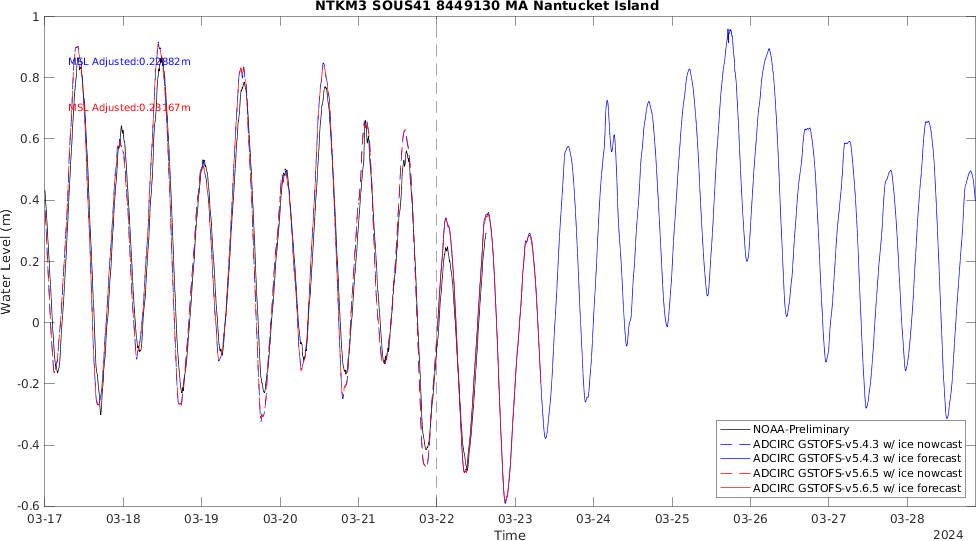 NTKM3 SOUS41 8449130 MA Nantucket Island
1
0.8
0.6
0.4
0.2
0
-0.2
-0.4
-0.6
Water Level (m)
MSL Adjusted:0.22882m
MSL Adjusted:0.23167m
NOAA-Preliminary
ADCIRC GSTOFS-v5.4.3 w/ ice nowcast
ADCIRC GSTOFS-v5.4.3 w/ ice forecast
ADCIRC GSTOFS-v5.6.5 w/ ice nowcast
ADCIRC GSTOFS-v5.6.5 w/ ice forecast
03-17 03-18 03-19 03-20 03-21 03-22 03-23 03-24 03-25 03-26 03-27 03-28
Time
2024